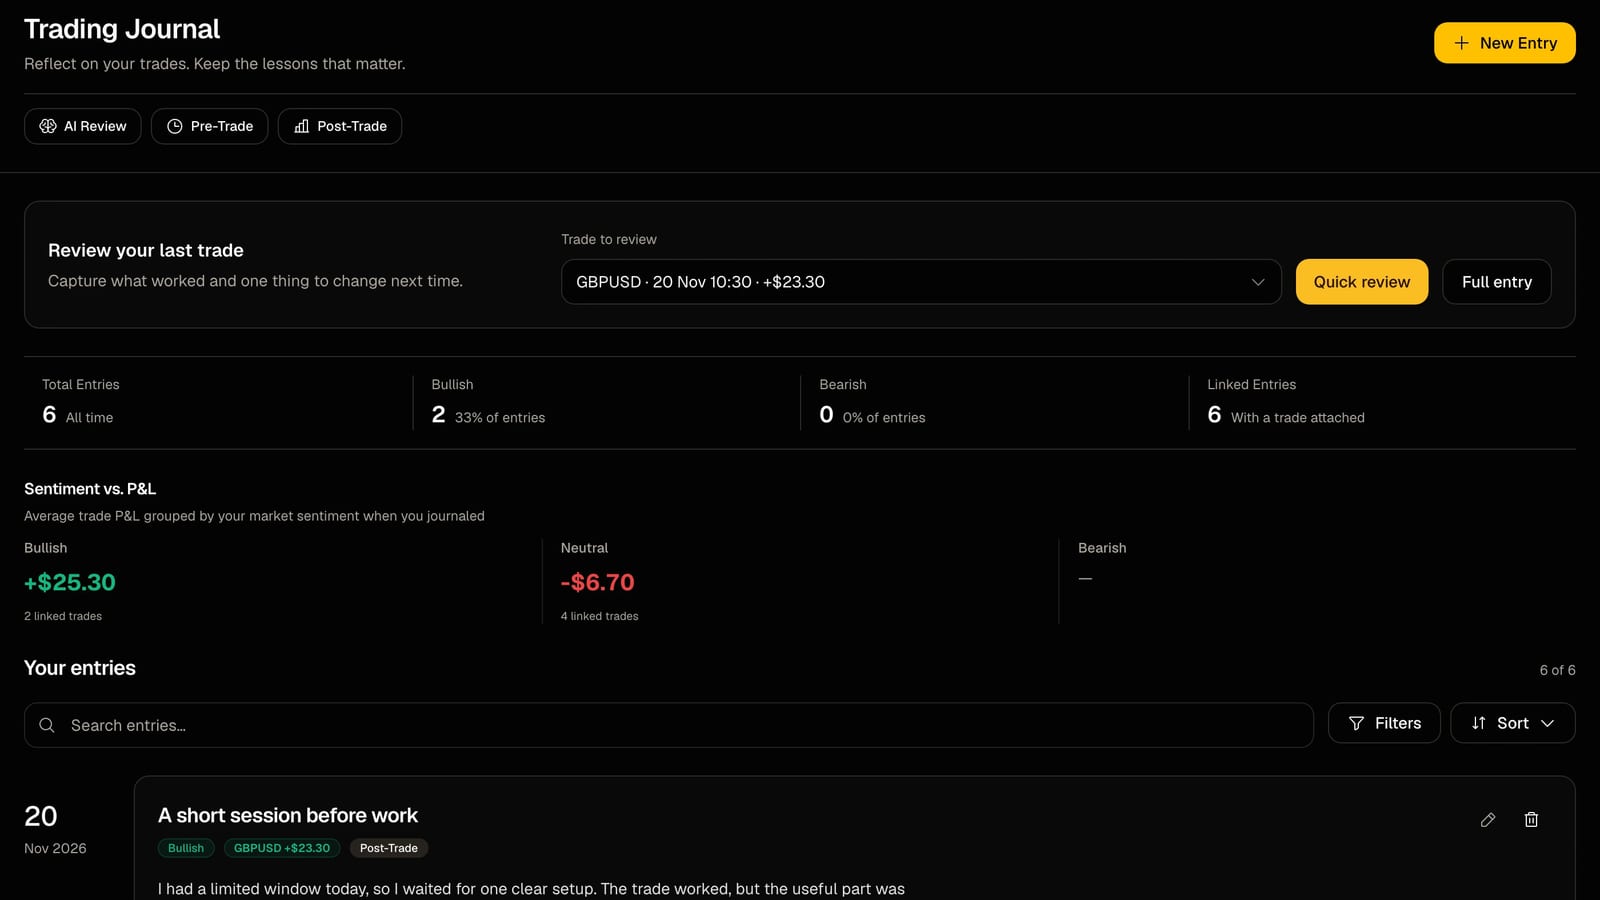 Trading Journal
Reflect on your trades. Keep the lessons that matter.
New Entry
AI Review
Pre-Trade
Post-Trade
Review your last trade
Capture what worked and one thing to change next time.
Trade to review
GBPUSD · 20 Nov 10:30 · +$23.30
Quick review
Full entry
Total Entries
6 All time
Bullish
2 33% of entries
Bearish
0 0% of entries
Linked Entries
6 With a trade attached
Sentiment vs. P&L
Average trade P&L grouped by your market sentiment when you journaled
Bullish
+$25.30
2 linked trades
Neutral
-$6.70
4 linked trades
Bearish
—
Your entries
6 of 6
Search entries...
Filters
Sort
20
Nov 2026
A short session before work
Bullish
GBPUSD +$23.30
Post-Trade
I had a limited window today, so I waited for one clear setup. The trade worked, but the useful part was